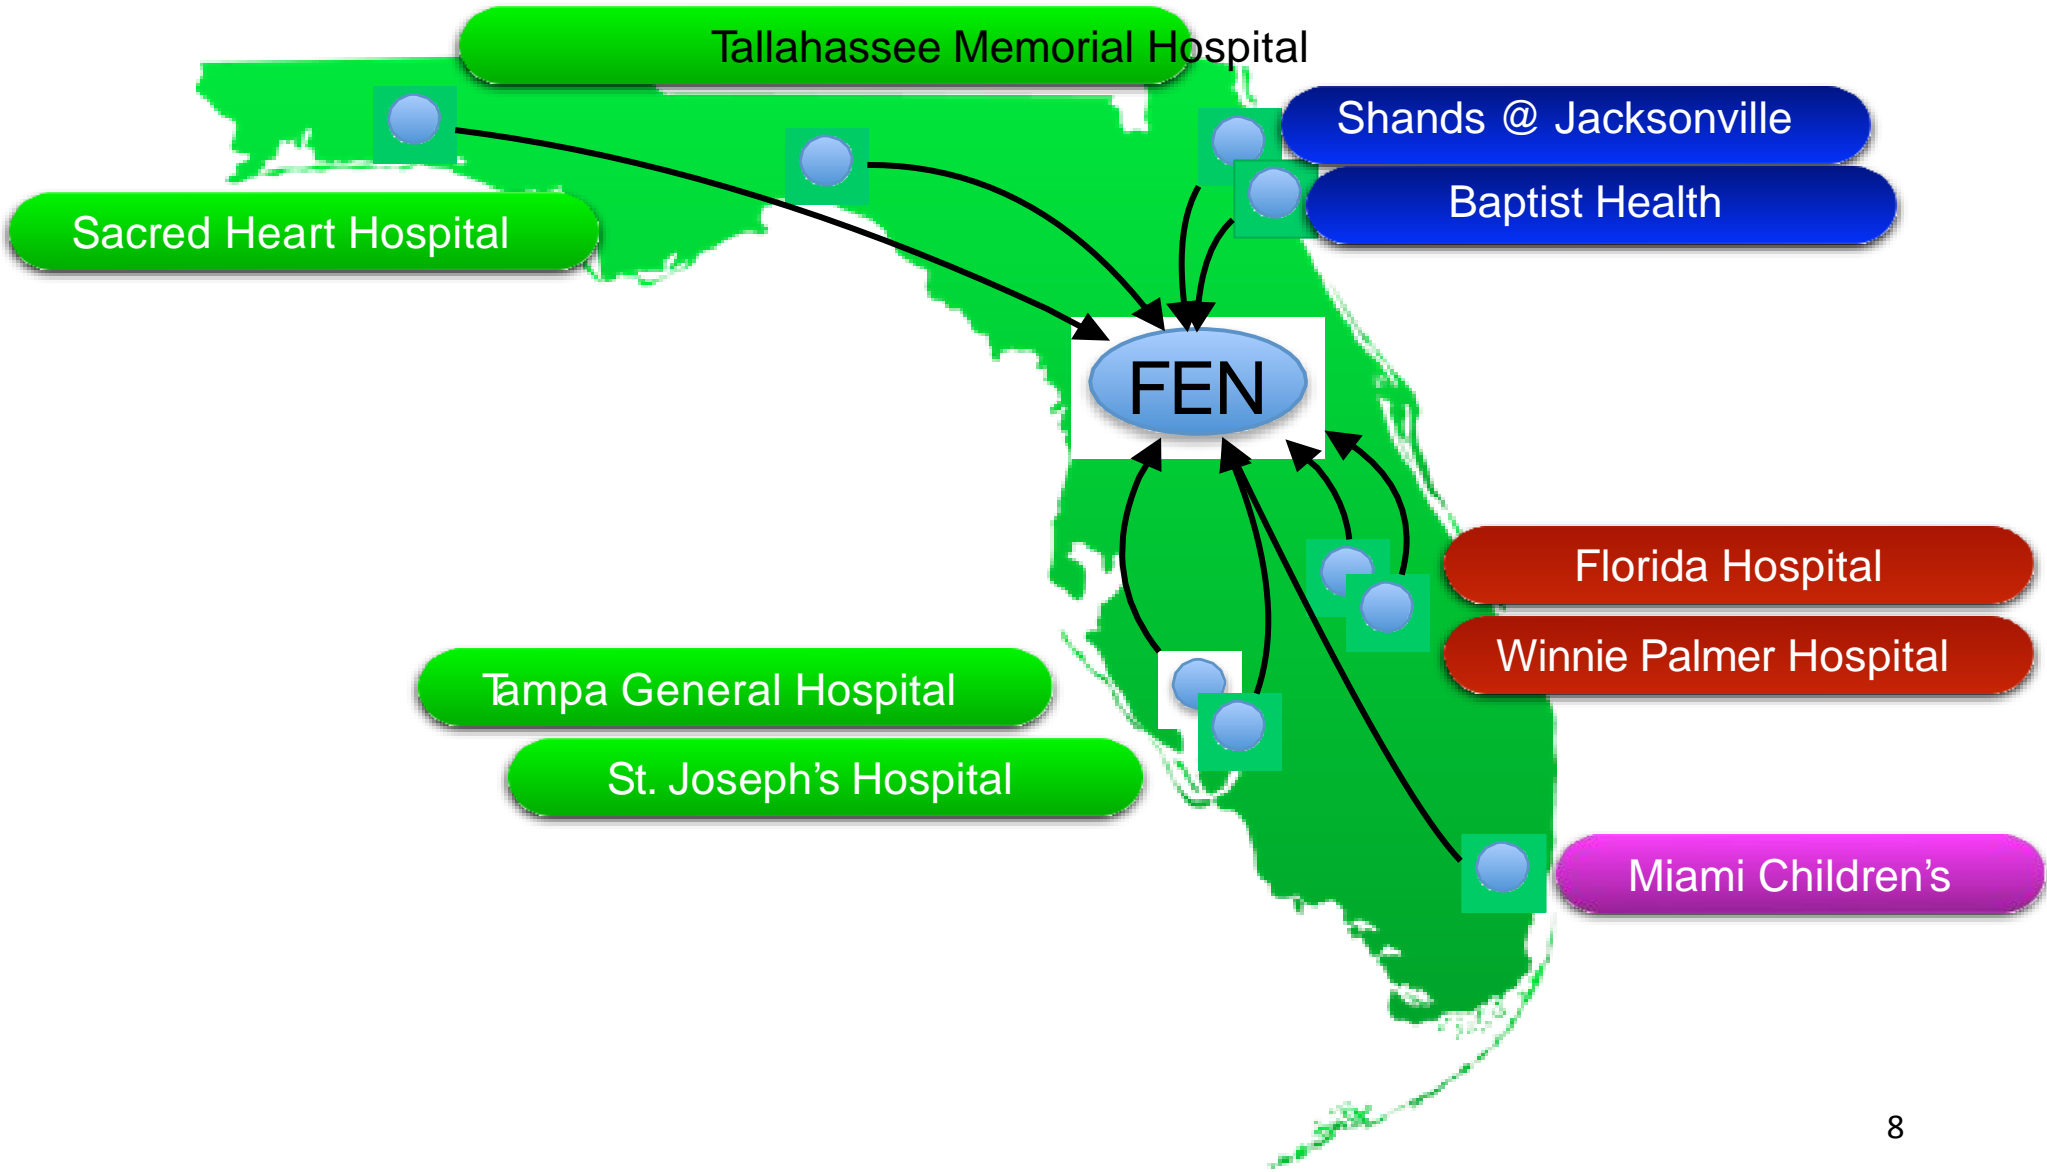 Tallahassee Memorial Hospital
Shands @ Jacksonville
Baptist Health
Sacred Heart Hospital
FEN
Florida Hospital
Winnie Palmer Hospital
Tampa General Hospital
St. Joseph’s Hospital
Miami Children’s
8